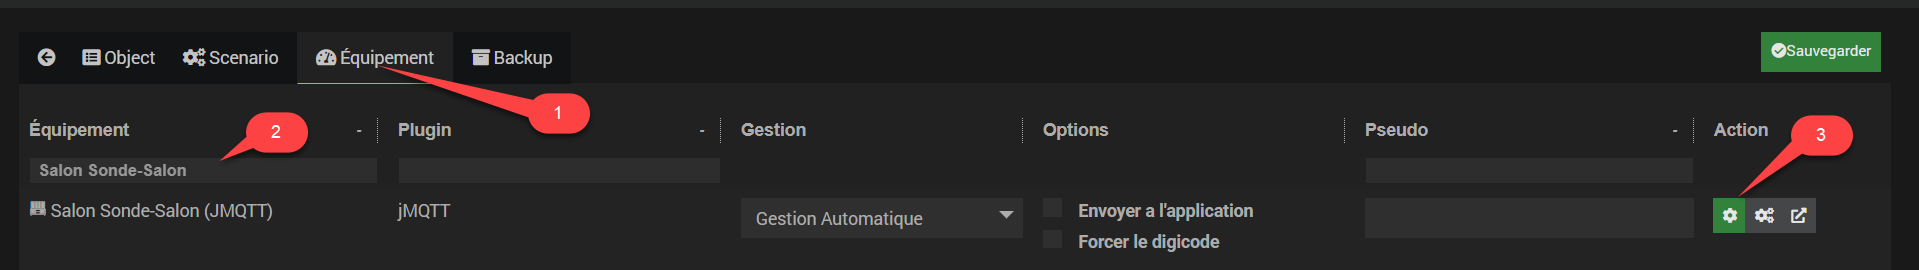 Object Scenario Équipement Backup Sauvegarder
1
Équipement - Plugin - Gestion Options Pseudo - Action
2
3
Salon Sonde-Salon
Salon Sonde-Salon (JMQTT) jMQTT Gestion Automatique Envoyer a l'application
Forcer le digicode